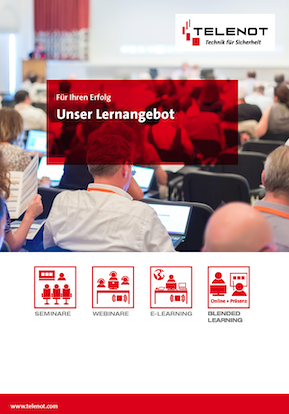 TELENOT
Technik für Sicherheit
Für Ihren Erfolg
Unser Lernangebot
SEMINARE
WEBINARE
E-LEARNING
Online + Präsenz
BLENDED
LEARNING
www.telenot.com